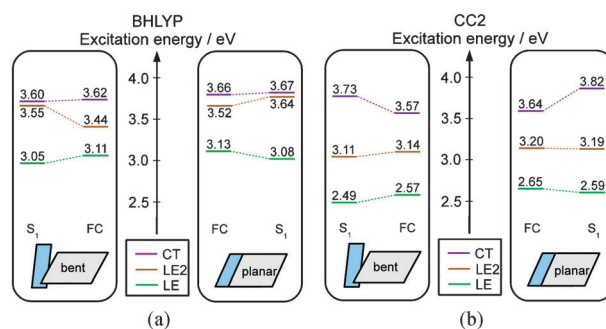 BHLYP
Excitation energy / eV
3.60 3.62
3.55 3.44
3.05 3.11
S1 FC
bent
4.0
3.5
3.0
2.5
CT
LE2
LE
3.66 3.67
3.52 3.64
3.13 3.08
FC S1
planar
(a)
CC2
Excitation energy / eV
3.73 3.57
3.11 3.14
2.49 2.57
S1 FC
bent
4.0
3.5
3.0
2.5
CT
LE2
LE
3.64 3.82
3.20 3.19
2.65 2.59
FC S1
planar
(b)